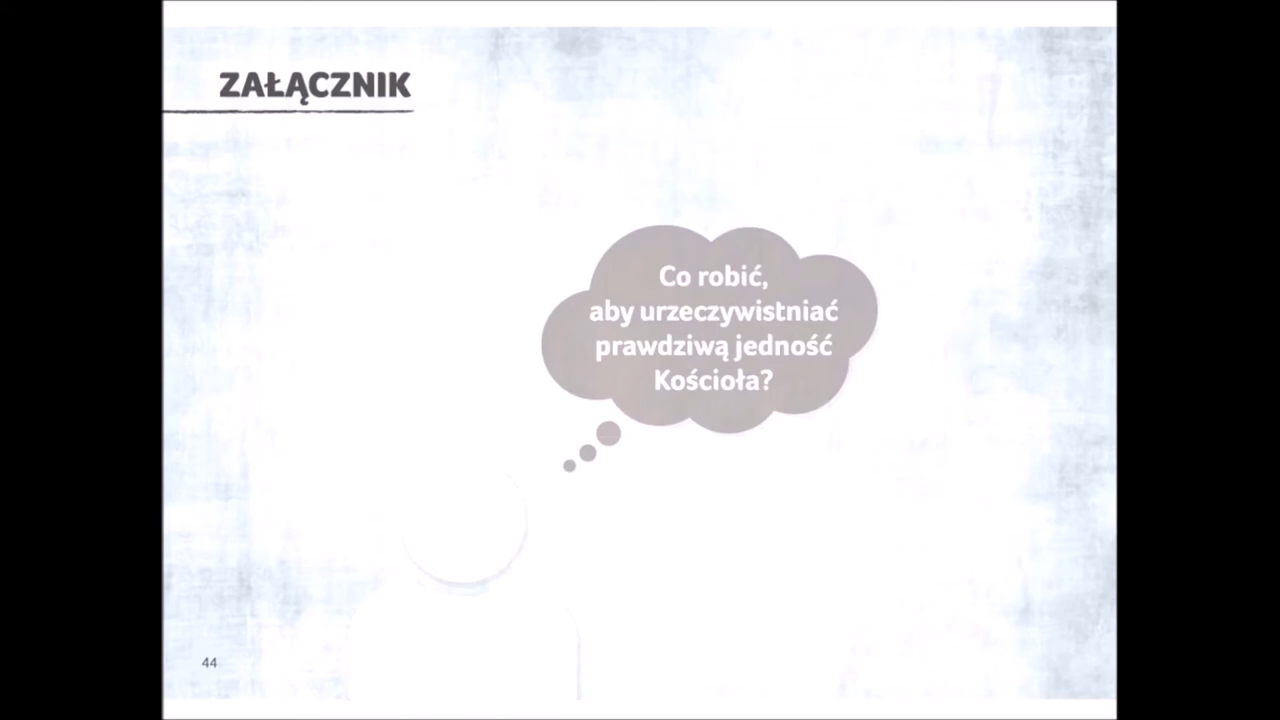 ZAŁĄCZNIK
Co robić,
aby urzeczywistniać
prawdziwą jedność
Kościoła?
44